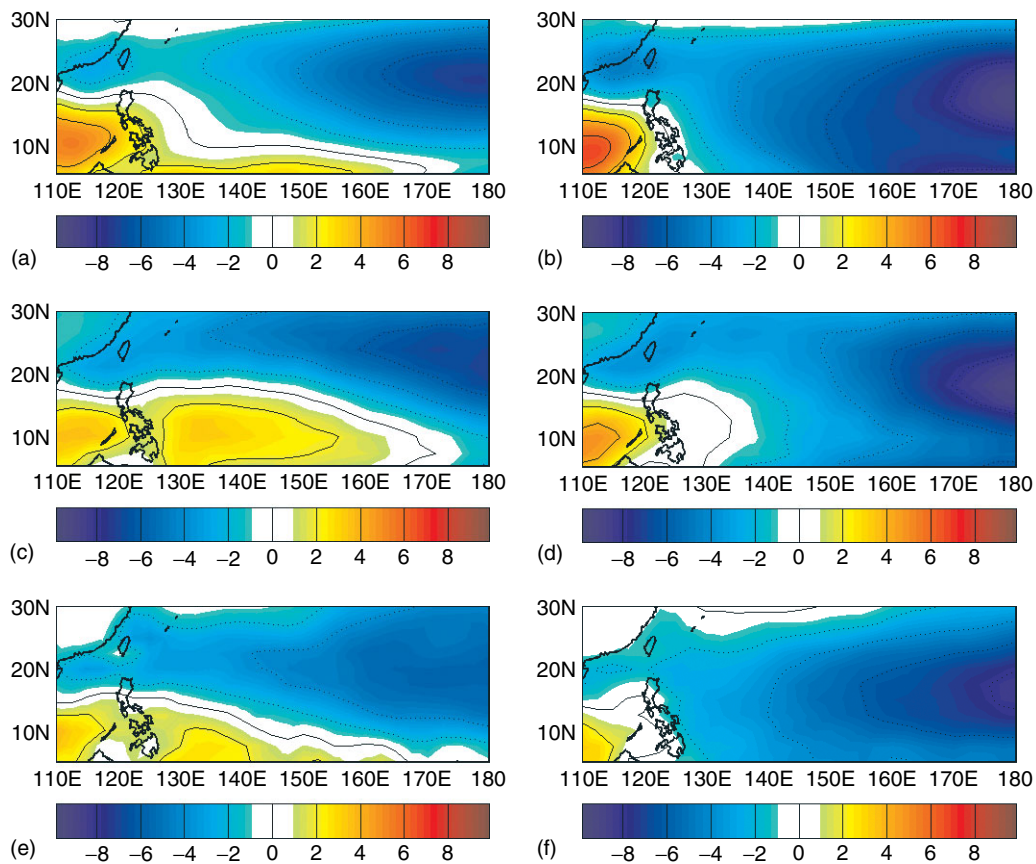 30N 30N
20N 20N
10N 10N
110E 120E 130E 140E 150E 160E 170E 180 110E 120E 130E 140E 150E 160E 170E 180
(a) −8 −6 −4 −2 0 2 4 6 8 (b) −8 −6 −4 −2 0 2 4 6 8
30N 30N
20N 20N
10N 10N
110E 120E 130E 140E 150E 160E 170E 180 110E 120E 130E 140E 150E 160E 170E 180
(c) −8 −6 −4 −2 0 2 4 6 8 (d) −8 −6 −4 −2 0 2 4 6 8
30N 30N
20N 20N
10N 10N
110E 120E 130E 140E 150E 160E 170E 180 110E 120E 130E 140E 150E 160E 170E 180
(e) −8 −6 −4 −2 0 2 4 6 8 (f) −8 −6 −4 −2 0 2 4 6 8